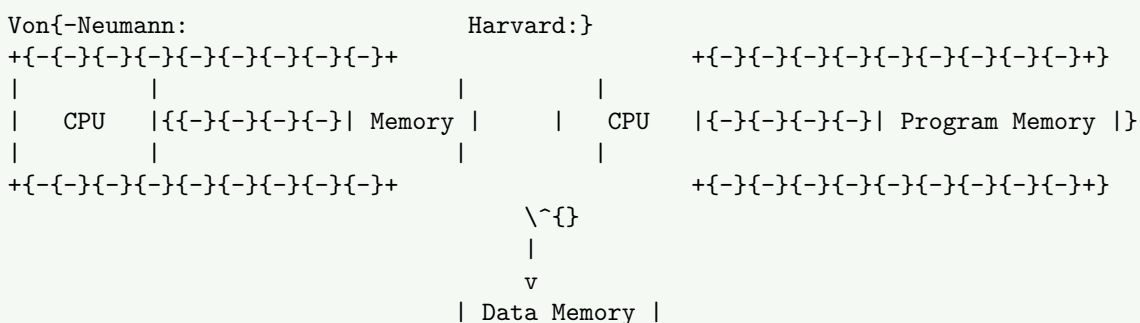 Von{-Neumann:                    Harvard:}
+{-{-}{-}{-}{-}{-}{-}{-}{-}+                     +{-}{-}{-}{-}{-}{-}{-}{-}{-}+}
|         |                     |         |
|   CPU   |{{-}{-}{-}{-}| Memory |     |   CPU   |{-}{-}{-}{-}| Program Memory |}
|         |                     |         |
+{-{-}{-}{-}{-}{-}{-}{-}{-}+                     +{-}{-}{-}{-}{-}{-}{-}{-}{-}+}
\^{}
|
v
| Data Memory |